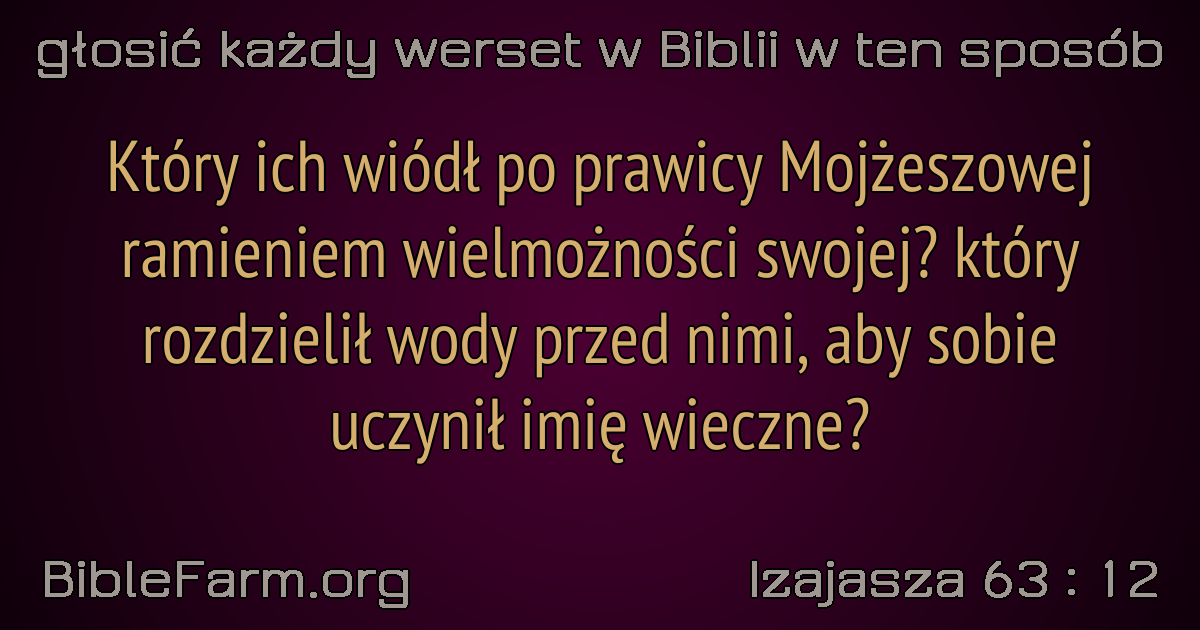 głosić każdy werset w Biblii w ten sposób
Który ich wiódł po prawicy Mojżeszowej
ramieniem wielmożności swojej? który
rozdzielił wody przed nimi, aby sobie
uczynił imię wieczne?
BibleFarm.org
Izajasza 63 : 12